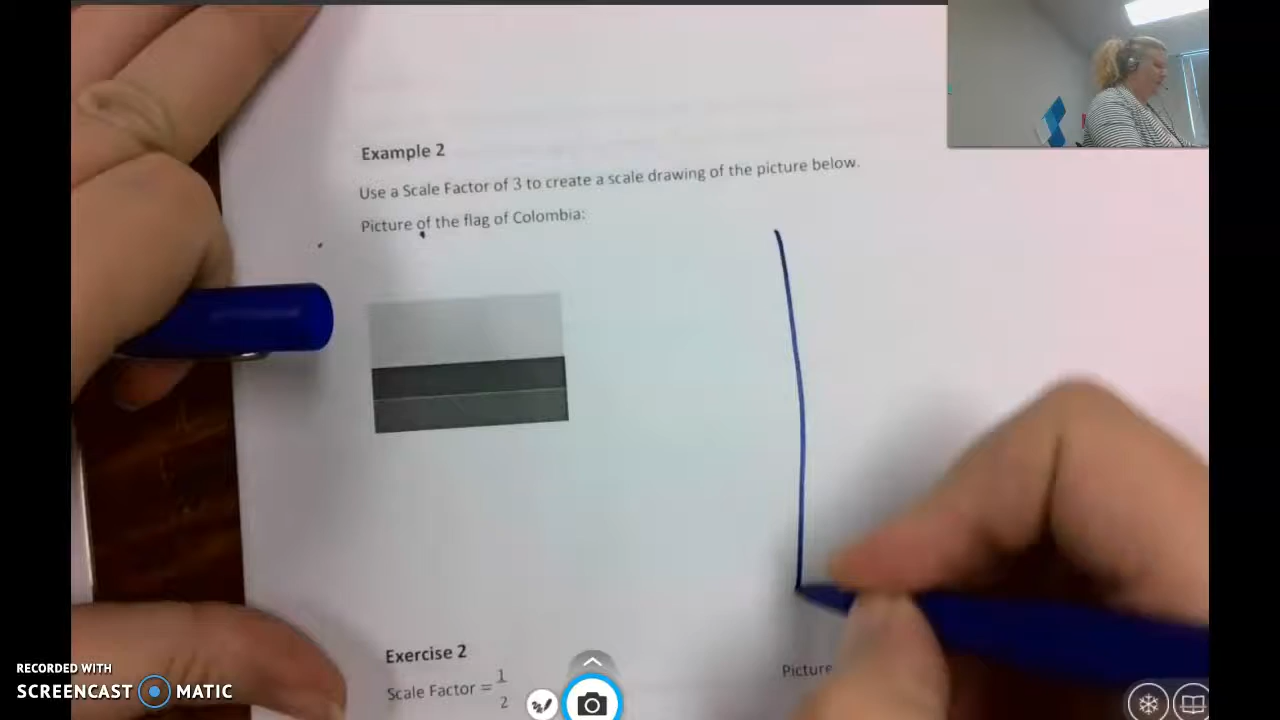 Example 2
Use a Scale Factor of 3 to create a scale drawing of the picture below.
Picture of the flag of Colombia:
Exercise 2
Scale Factor = 1/2
Picture
RECORDED WITH
SCREENCAST MATIC